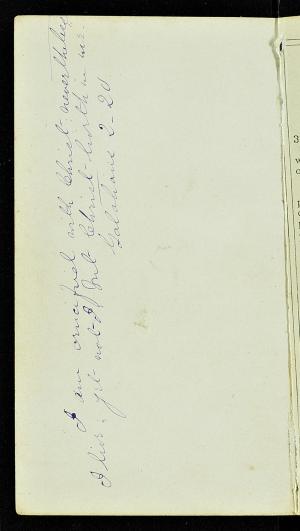 I am crucified with Christ. nevertheless
I live. yet not I, but Christ liveth in me.
Galatians 2-20